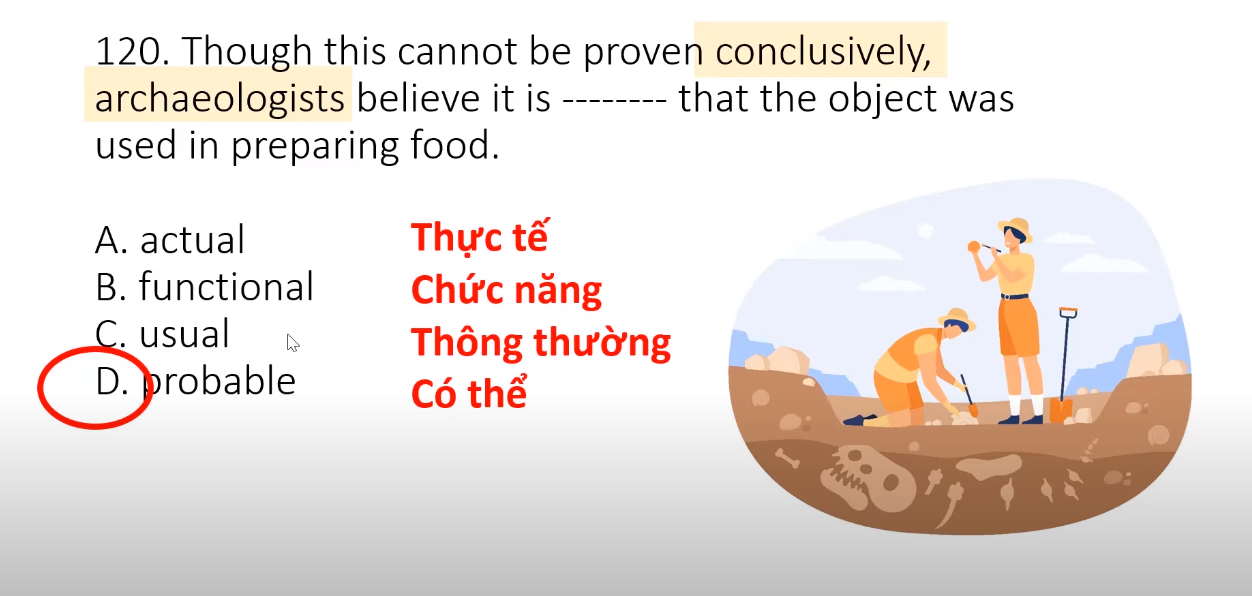 120. Though this cannot be proven conclusively,
archaeologists believe it is -------- that the object was
used in preparing food.
A. actual
Thực tế
B. functional
Chức năng
C. usual
Thông thường
D. probable
Có thể